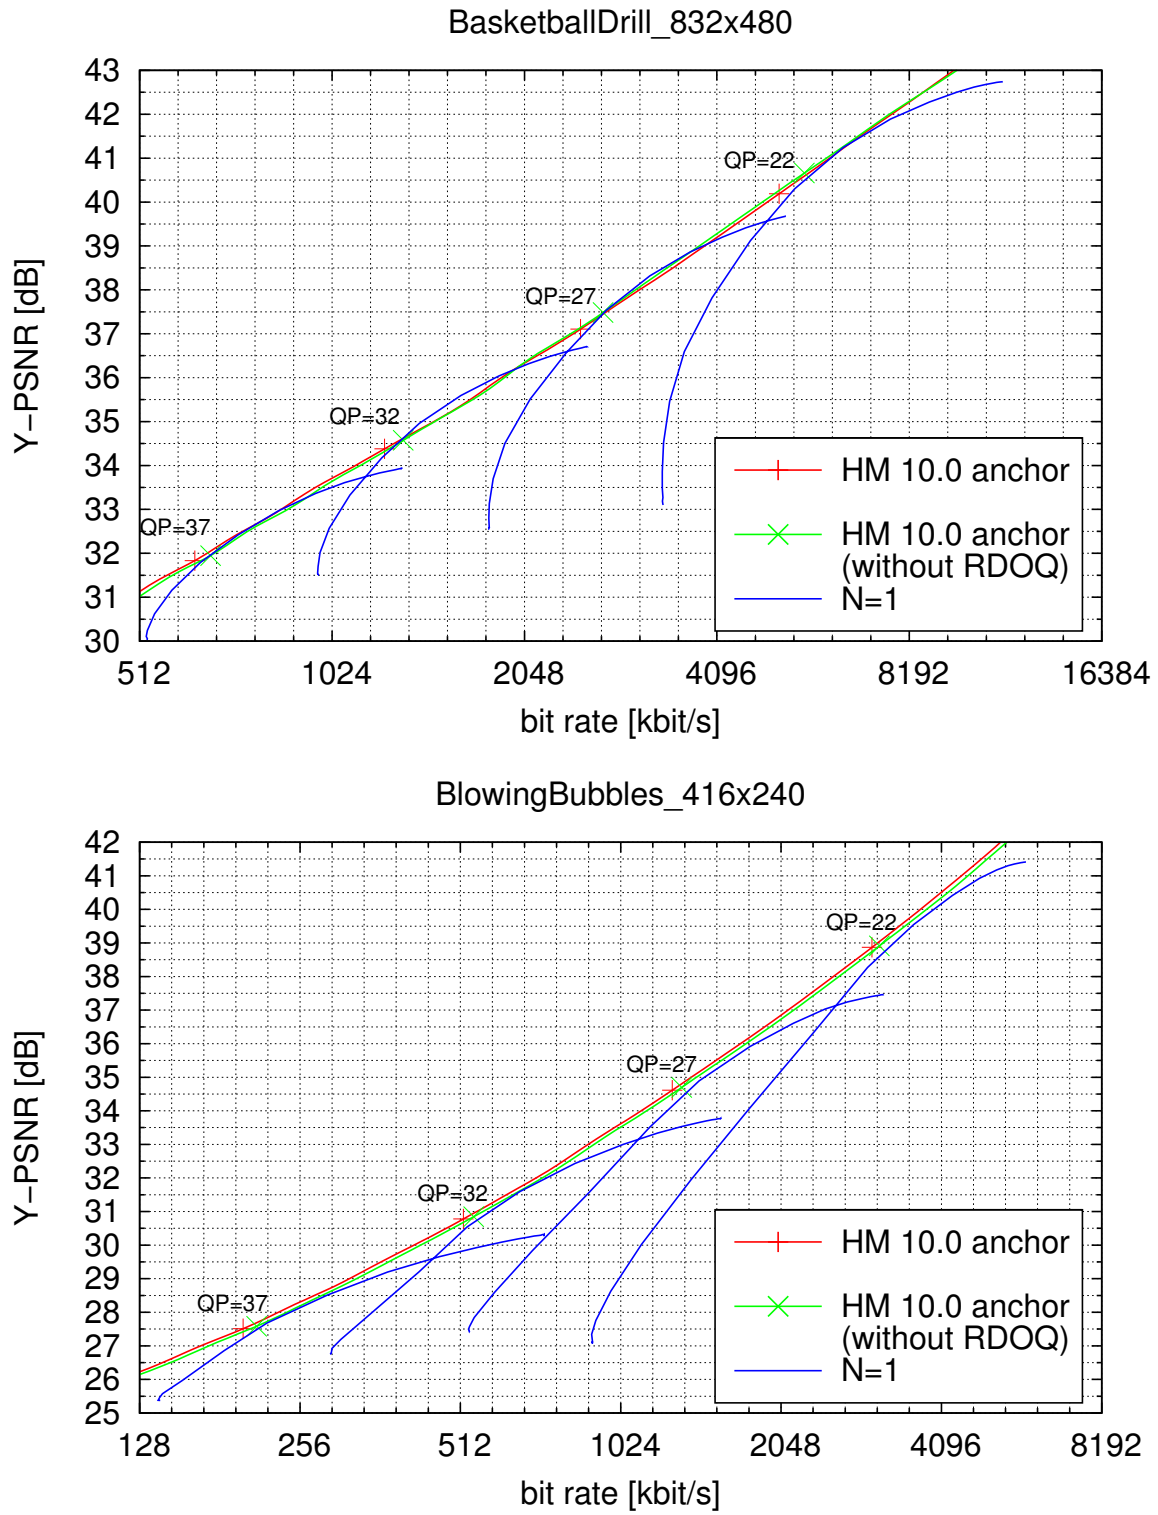 BasketballDrill_832x480
43
42
41
40
39
38
37
36
35
34
33
32
31
30
Y−PSNR [dB]
QP=22
QP=27
QP=32
QP=37
HM 10.0 anchor
HM 10.0 anchor
(without RDOQ)
N=1
512 1024 2048 4096 8192 16384
bit rate [kbit/s]
BlowingBubbles_416x240
42
41
40
39
38
37
36
35
34
33
32
31
30
29
28
27
26
25
Y−PSNR [dB]
QP=22
QP=27
QP=32
QP=37
HM 10.0 anchor
HM 10.0 anchor
(without RDOQ)
N=1
128 256 512 1024 2048 4096 8192
bit rate [kbit/s]